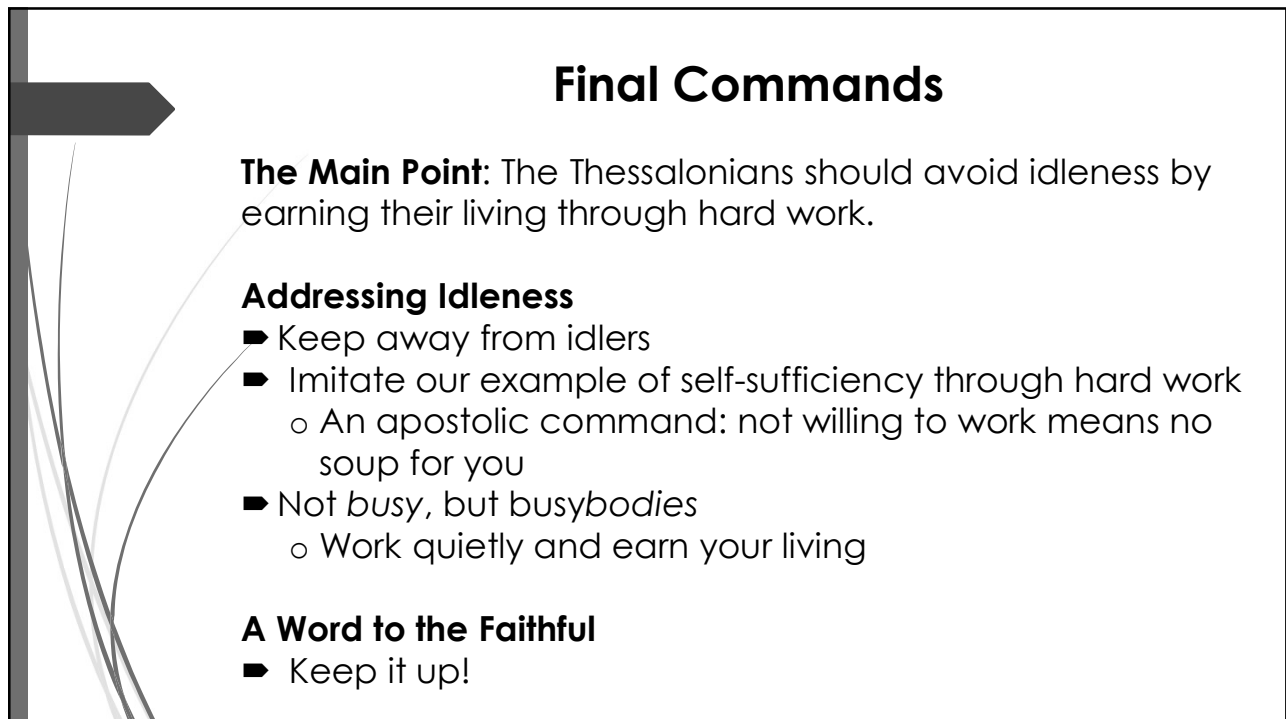 Final Commands
The Main Point: The Thessalonians should avoid idleness by
earning their living through hard work.
Addressing Idleness
Keep away from idlers
Imitate our example of self-sufficiency through hard work
o An apostolic command: not willing to work means no
soup for you
Not busy, but busybodies
o Work quietly and earn your living
A Word to the Faithful
Keep it up!